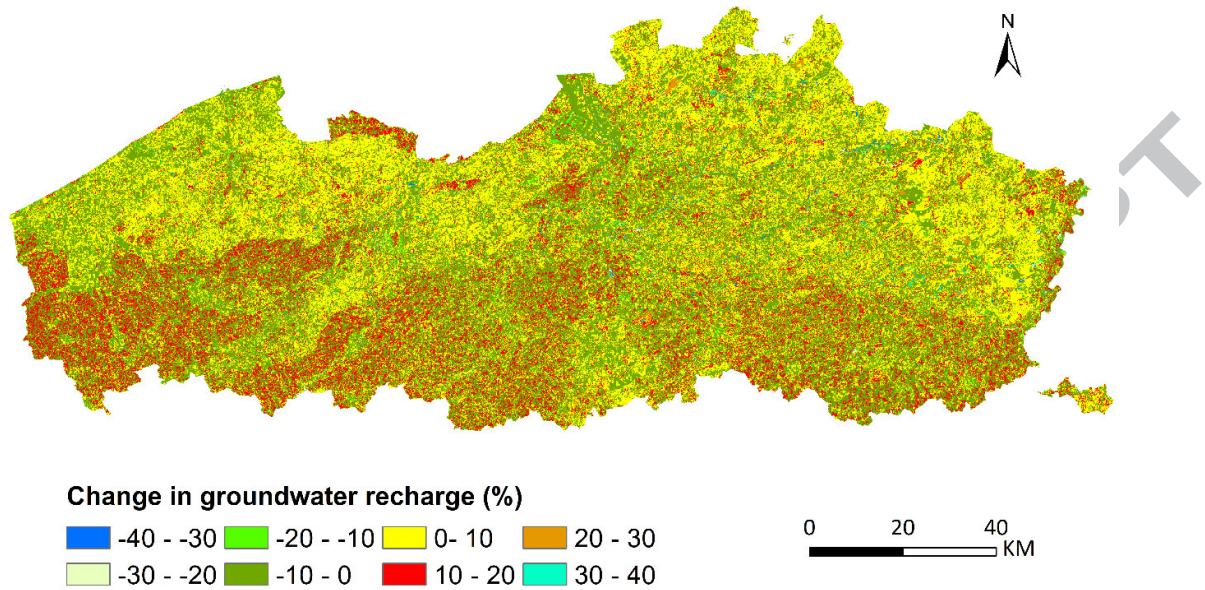 N
Change in groundwater recharge (%)
-40 - -30 -20 - -10 0- 10 20 - 30
-30 - -20 -10 - 0 10 - 20 30 - 40
0 20 40
KM